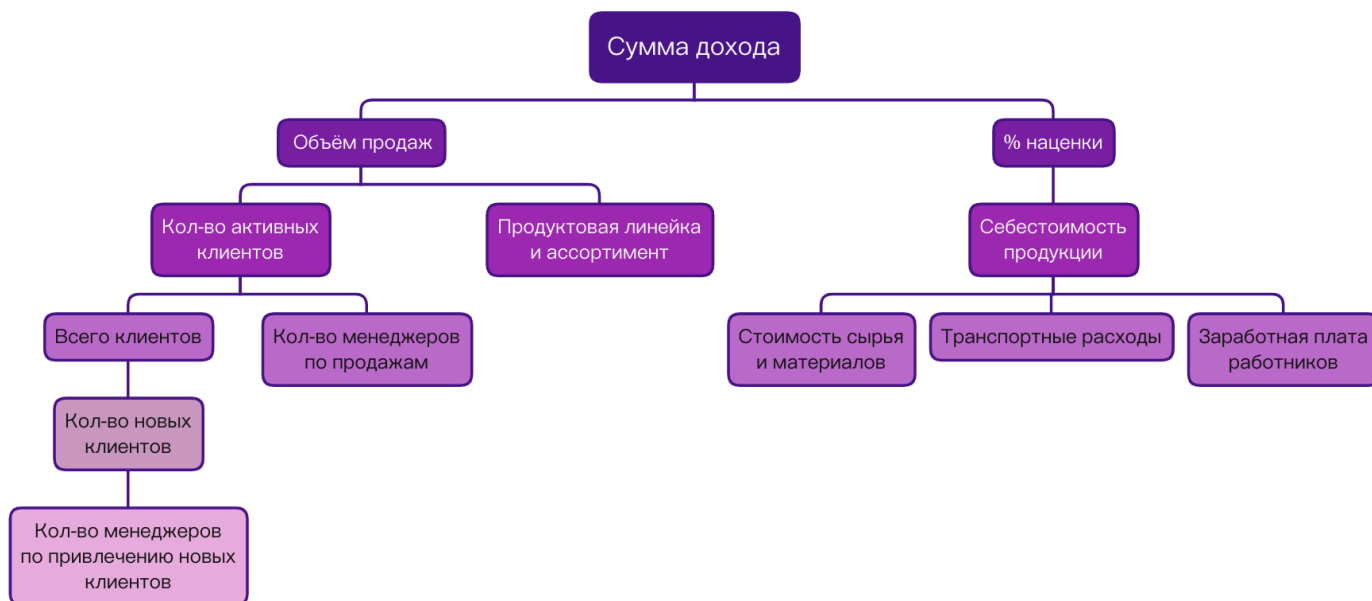 Сумма дохода
Объём продаж
% наценки
Кол-во активных
клиентов
Продуктовая линейка
и ассортимент
Себестоимость
продукции
Всего клиентов
Кол-во менеджеров
по продажам
Стоимость сырья
и материалов
Транспортные расходы
Заработная плата
работников
Кол-во новых
клиентов
Кол-во менеджеров
по привлечению новых
клиентов